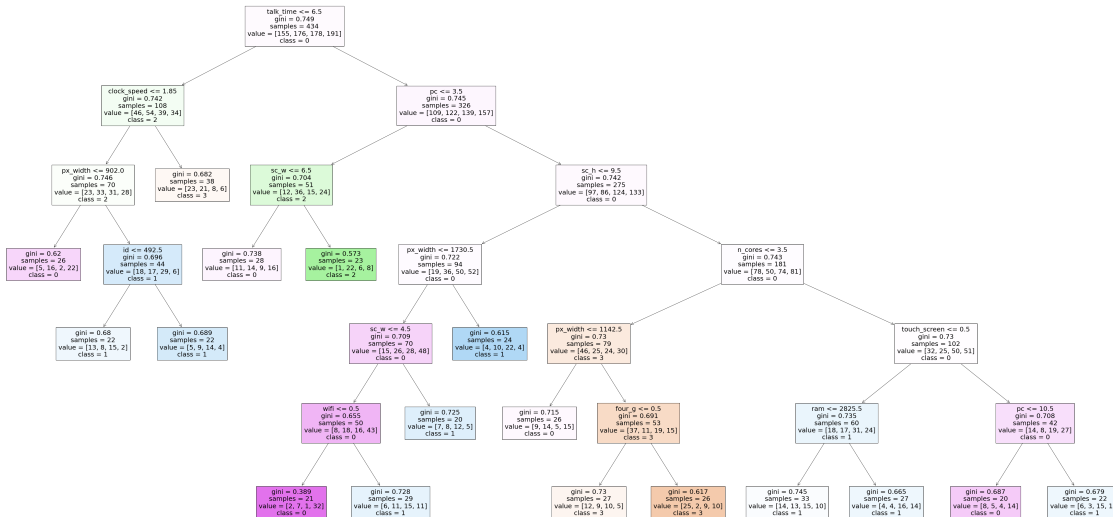 talk_time <= 6.5
gini = 0.749
samples = 434
value = [155, 176, 178, 191]
class = 0
clock_speed <= 1.85
gini = 0.742
samples = 108
value = [46, 54, 39, 34]
class = 2
pc <= 3.5
gini = 0.745
samples = 326
value = [109, 122, 139, 157]
class = 0
px_width <= 902.0
gini = 0.746
samples = 70
value = [23, 33, 31, 28]
class = 2
gini = 0.682
samples = 38
value = [23, 21, 8, 6]
class = 3
sc_w <= 6.5
gini = 0.704
samples = 51
value = [12, 36, 15, 24]
class = 2
sc_h <= 9.5
gini = 0.742
samples = 275
value = [97, 86, 124, 133]
class = 0
gini = 0.62
samples = 26
value = [5, 16, 2, 22]
class = 0
id <= 492.5
gini = 0.696
samples = 44
value = [18, 17, 29, 6]
class = 1
gini = 0.738
samples = 28
value = [11, 14, 9, 16]
class = 0
gini = 0.573
samples = 23
value = [1, 22, 6, 8]
class = 2
px_width <= 1730.5
gini = 0.722
samples = 94
value = [19, 36, 50, 52]
class = 0
n_cores <= 3.5
gini = 0.743
samples = 181
value = [78, 50, 74, 81]
class = 0
gini = 0.68
samples = 22
value = [13, 8, 15, 2]
class = 1
gini = 0.689
samples = 22
value = [5, 9, 14, 4]
class = 1
sc_w <= 4.5
gini = 0.709
samples = 70
value = [15, 26, 28, 48]
class = 0
gini = 0.615
samples = 24
value = [4, 10, 22, 4]
class = 1
px_width <= 1142.5
gini = 0.73
samples = 79
value = [46, 25, 24, 30]
class = 3
touch_screen <= 0.5
gini = 0.73
samples = 102
value = [32, 25, 50, 51]
class = 0
wifi <= 0.5
gini = 0.655
samples = 50
value = [8, 18, 16, 43]
class = 0
gini = 0.725
samples = 20
value = [7, 8, 12, 5]
class = 1
gini = 0.715
samples = 26
value = [9, 14, 5, 15]
class = 0
four_g <= 0.5
gini = 0.691
samples = 53
value = [37, 11, 19, 15]
class = 3
ram <= 2825.5
gini = 0.735
samples = 60
value = [18, 17, 31, 24]
class = 1
pc <= 10.5
gini = 0.708
samples = 42
value = [14, 8, 19, 27]
class = 0
gini = 0.389
samples = 21
value = [2, 7, 1, 32]
class = 0
gini = 0.728
samples = 29
value = [6, 11, 15, 11]
class = 1
gini = 0.73
samples = 27
value = [12, 9, 10, 5]
class = 3
gini = 0.617
samples = 26
value = [25, 2, 9, 10]
class = 3
gini = 0.745
samples = 33
value = [14, 13, 15, 10]
class = 1
gini = 0.665
samples = 27
value = [4, 4, 16, 14]
class = 1
gini = 0.687
samples = 20
value = [8, 5, 4, 14]
class = 0
gini = 0.679
samples = 22
value = [6, 3, 15,
class = 1